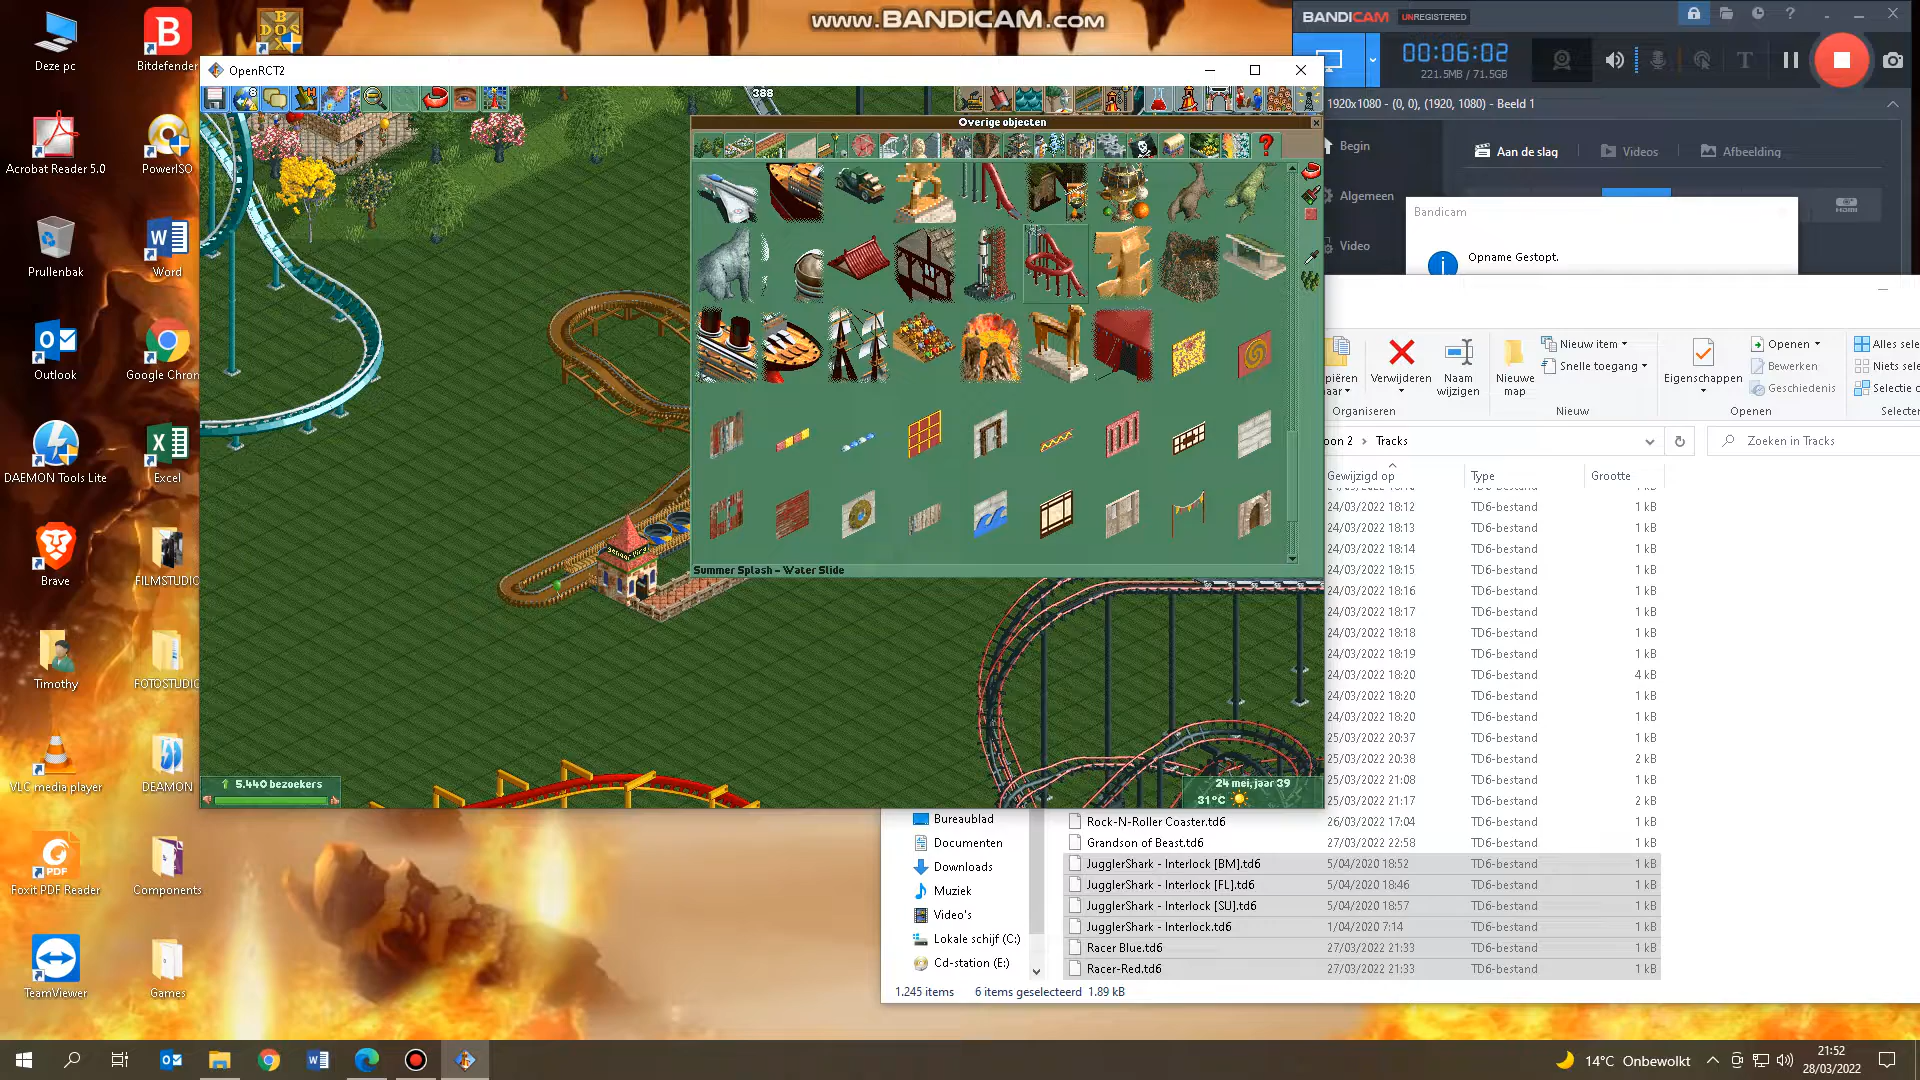 www.BANDICAM.com
BANDICAM UNREGISTERED
00:06:02
221.5MB / 71.5GB
1920x1080 - (0, 0), (1920, 1080) - Beeld 1
Begin
Aan de slag
Videos
Afbeelding
Algemeen
Video
Bandicam
Opname Gestopt.
Deze pc
Bitdefender
Acrobat Reader 5.0
PowerISO
Prullenbak
Word
Outlook
Google Chron
DAEMON Tools Lite
Excel
Brave
FILMSTUDIO
Timothy
FOTOSTUDIO
VLC media player
DEAMON
Foxit PDF Reader
Components
TeamViewer
Games
OpenRCT2
388
Overige objecten
Summer Splash - Water Slide
5.440 bezoekers
24 mei, jaar 39
31°C
piëren
aar
Verwijderen
Naam
wijzigen
Nieuwe
map
Nieuw item
Snelle toegang
Eigenschappen
Openen
Bewerken
Geschiedenis
Alles sele
Niets sele
Selectie o
Organiseren
Nieuw
Openen
Selecter
oon 2 > Tracks
Zoeken in Tracks
Gewijzigd op
Type
Grootte
24/03/2022 18:12 TD6-bestand 1 kB
24/03/2022 18:13 TD6-bestand 1 kB
24/03/2022 18:14 TD6-bestand 1 kB
24/03/2022 18:15 TD6-bestand 1 kB
24/03/2022 18:16 TD6-bestand 1 kB
24/03/2022 18:17 TD6-bestand 1 kB
24/03/2022 18:18 TD6-bestand 1 kB
24/03/2022 18:19 TD6-bestand 1 kB
24/03/2022 18:20 TD6-bestand 4 kB
24/03/2022 18:20 TD6-bestand 1 kB
24/03/2022 18:20 TD6-bestand 1 kB
25/03/2022 20:37 TD6-bestand 1 kB
25/03/2022 20:38 TD6-bestand 2 kB
25/03/2022 21:08 TD6-bestand 1 kB
25/03/2022 21:17 TD6-bestand 2 kB
Rock-N-Roller Coaster.td6 26/03/2022 17:04 TD6-bestand 1 kB
Grandson of Beast.td6 27/03/2022 22:58 TD6-bestand 1 kB
JugglerShark - Interlock [BM].td6 5/04/2020 18:52 TD6-bestand 1 kB
JugglerShark - Interlock [FL].td6 5/04/2020 18:46 TD6-bestand 1 kB
JugglerShark - Interlock [SU].td6 5/04/2020 18:57 TD6-bestand 1 kB
JugglerShark - Interlock.td6 1/04/2020 7:14 TD6-bestand 1 kB
Racer Blue.td6 27/03/2022 21:33 TD6-bestand 1 kB
Racer-Red.td6 27/03/2022 21:33 TD6-bestand 1 kB
Bureaublad
Documenten
Downloads
Muziek
Video's
Lokale schijf (C:)
Cd-station (E:)
1.245 items 6 items geselecteerd 1.89 kB
14°C Onbewolkt
21:52
28/03/2022